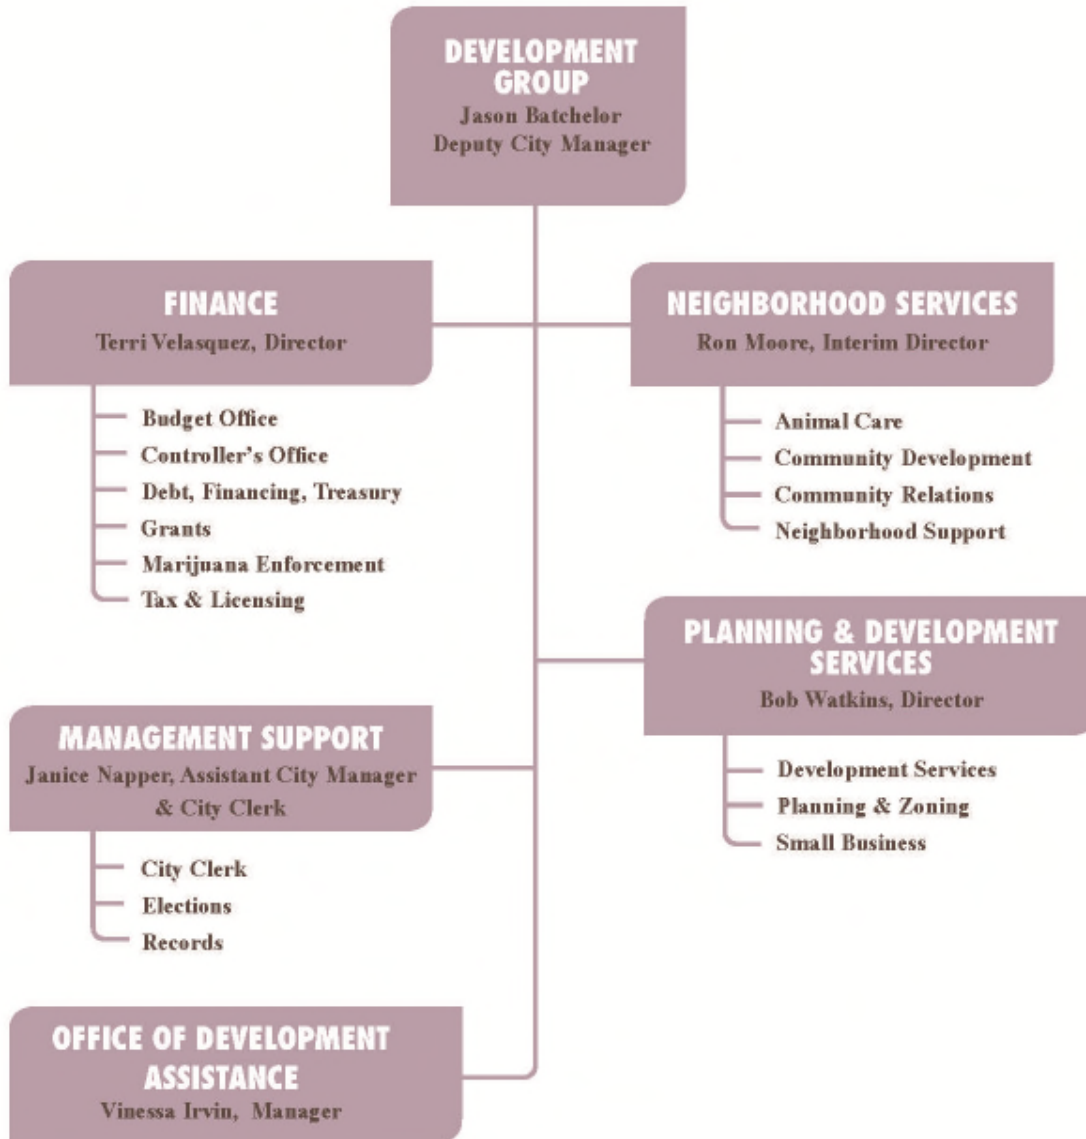 DEVELOPMENT
GROUP
Jason Batchelor
Deputy City Manager
FINANCE
Terri Velasquez, Director
Budget Office
Controller's Office
Debt, Financing, Treasury
Grants
Marijuana Enforcement
Tax & Licensing
NEIGHBORHOOD SERVICES
Ron Moore, Interim Director
Animal Care
Community Development
Community Relations
Neighborhood Support
PLANNING & DEVELOPMENT
SERVICES
Bob Watkins, Director
Development Services
Planning & Zoning
Small Business
MANAGEMENT SUPPORT
Janice Napper, Assistant City Manager
& City Clerk
City Clerk
Elections
Records
OFFICE OF DEVELOPMENT
ASSISTANCE
Vinessa Irvin, Manager